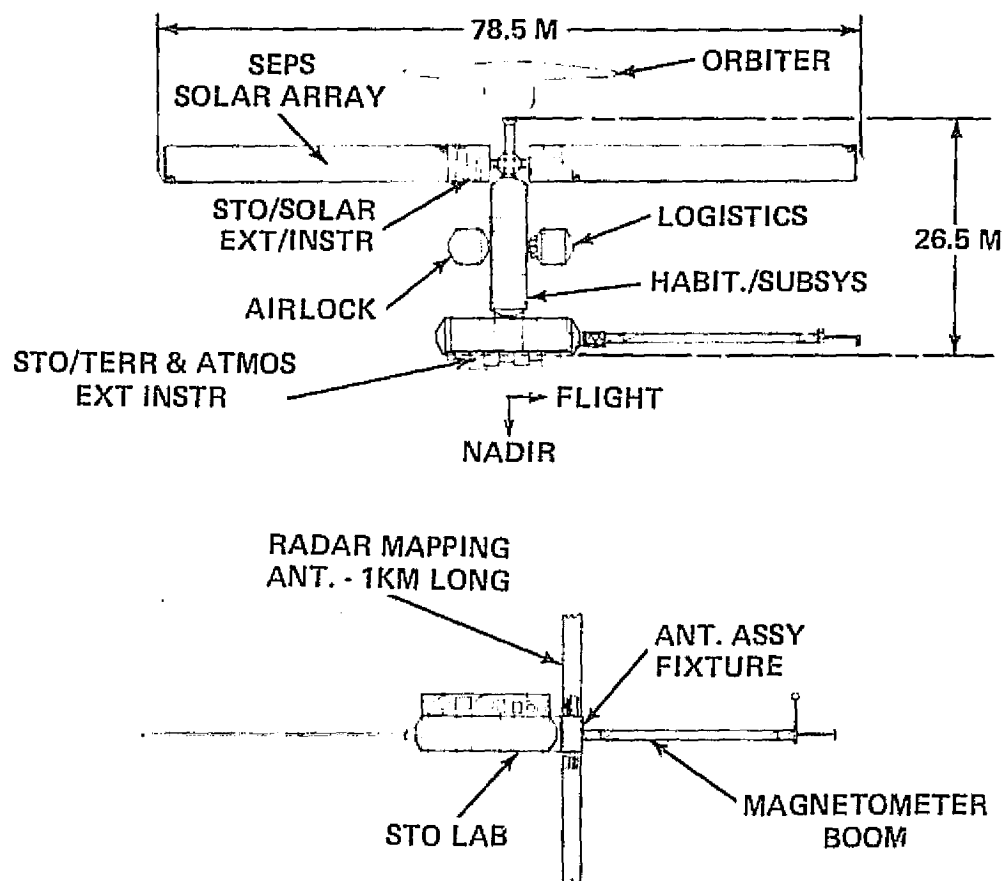 78.5 M
SEPS
SOLAR ARRAY
ORBITER
STO/SOLAR
EXT/INSTR
LOGISTICS
26.5 M
AIRLOCK
HABIT./SUBSYS
STO/TERR & ATMOS
EXT INSTR
FLIGHT
NADIR
RADAR MAPPING
ANT. - 1KM LONG
ANT. ASSY
FIXTURE
STO LAB
MAGNETOMETER
BOOM